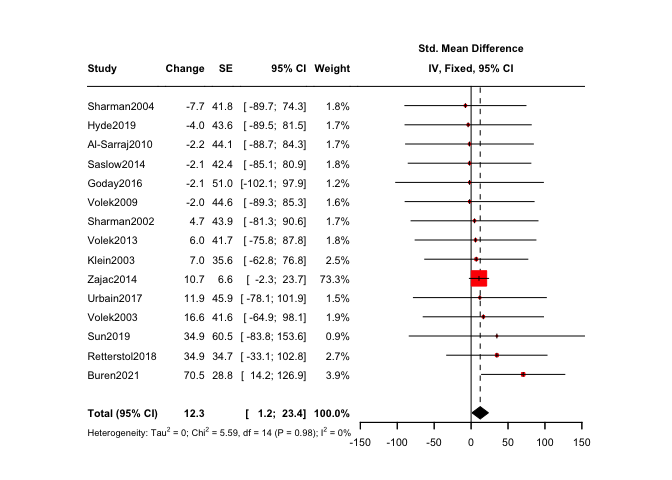 Std. Mean Difference
Study Change SE 95% CI Weight IV, Fixed, 95% CI
Sharman2004 -7.7 41.8 [ -89.7; 74.3] 1.8%
Hyde2019 -4.0 43.6 [ -89.5; 81.5] 1.7%
Al-Sarraj2010 -2.2 44.1 [ -88.7; 84.3] 1.7%
Saslow2014 -2.1 42.4 [ -85.1; 80.9] 1.8%
Goday2016 -2.1 51.0 [-102.1; 97.9] 1.2%
Volek2009 -2.0 44.6 [ -89.3; 85.3] 1.6%
Sharman2002 4.7 43.9 [ -81.3; 90.6] 1.7%
Volek2013 6.0 41.7 [ -75.8; 87.8] 1.8%
Klein2003 7.0 35.6 [ -62.8; 76.8] 2.5%
Zajac2014 10.7 6.6 [ -2.3; 23.7] 73.3%
Urbain2017 11.9 45.9 [ -78.1; 101.9] 1.5%
Volek2003 16.6 41.6 [ -64.9; 98.1] 1.9%
Sun2019 34.9 60.5 [ -83.8; 153.6] 0.9%
Retterstol2018 34.9 34.7 [ -33.1; 102.8] 2.7%
Buren2021 70.5 28.8 [ 14.2; 126.9] 3.9%
Total (95% CI) 12.3 [ 1.2; 23.4] 100.0%
Heterogeneity: Tau² = 0; Chi² = 5.59, df = 14 (P = 0.98); I² = 0%
-150 -100 -50 0 50 100 150